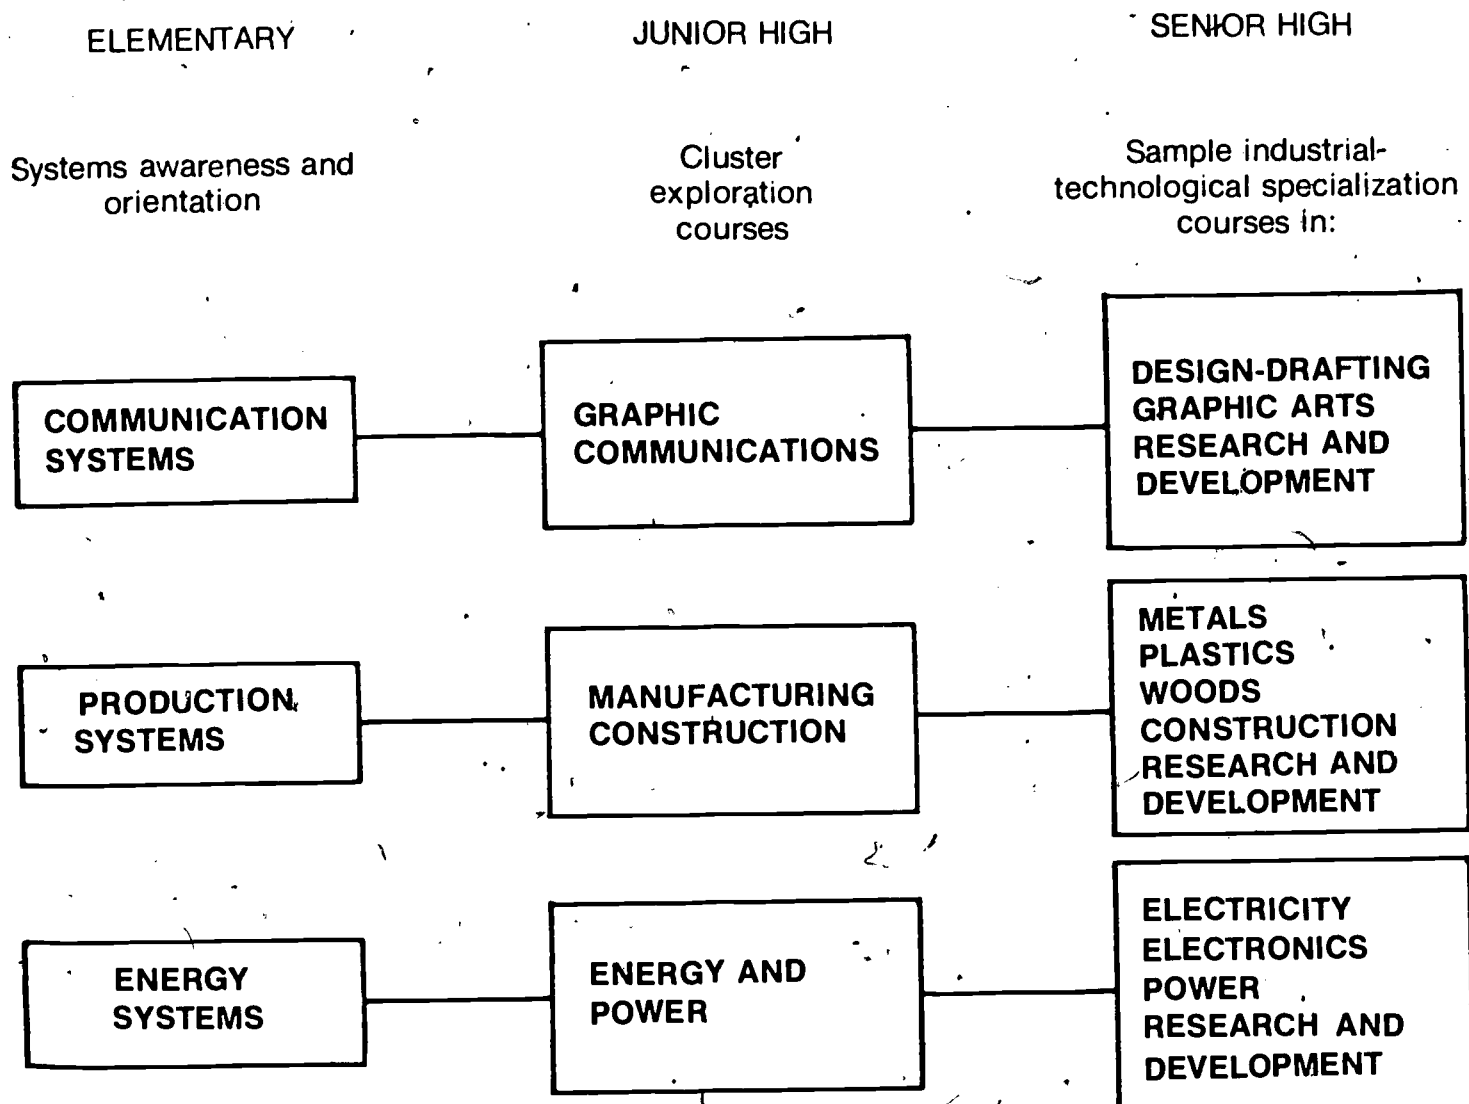 ELEMENTARY
JUNIOR HIGH
SENIOR HIGH
Systems awareness and
orientation
Cluster
exploration
courses
Sample industrial-
technological specialization
courses in:
COMMUNICATION
SYSTEMS
GRAPHIC
COMMUNICATIONS
DESIGN-DRAFTING
GRAPHIC ARTS
RESEARCH AND
DEVELOPMENT
PRODUCTION
SYSTEMS
MANUFACTURING
CONSTRUCTION
METALS
PLASTICS
WOODS
CONSTRUCTION
RESEARCH AND
DEVELOPMENT
ENERGY
SYSTEMS
ENERGY AND
POWER
ELECTRICITY
ELECTRONICS
POWER
RESEARCH AND
DEVELOPMENT